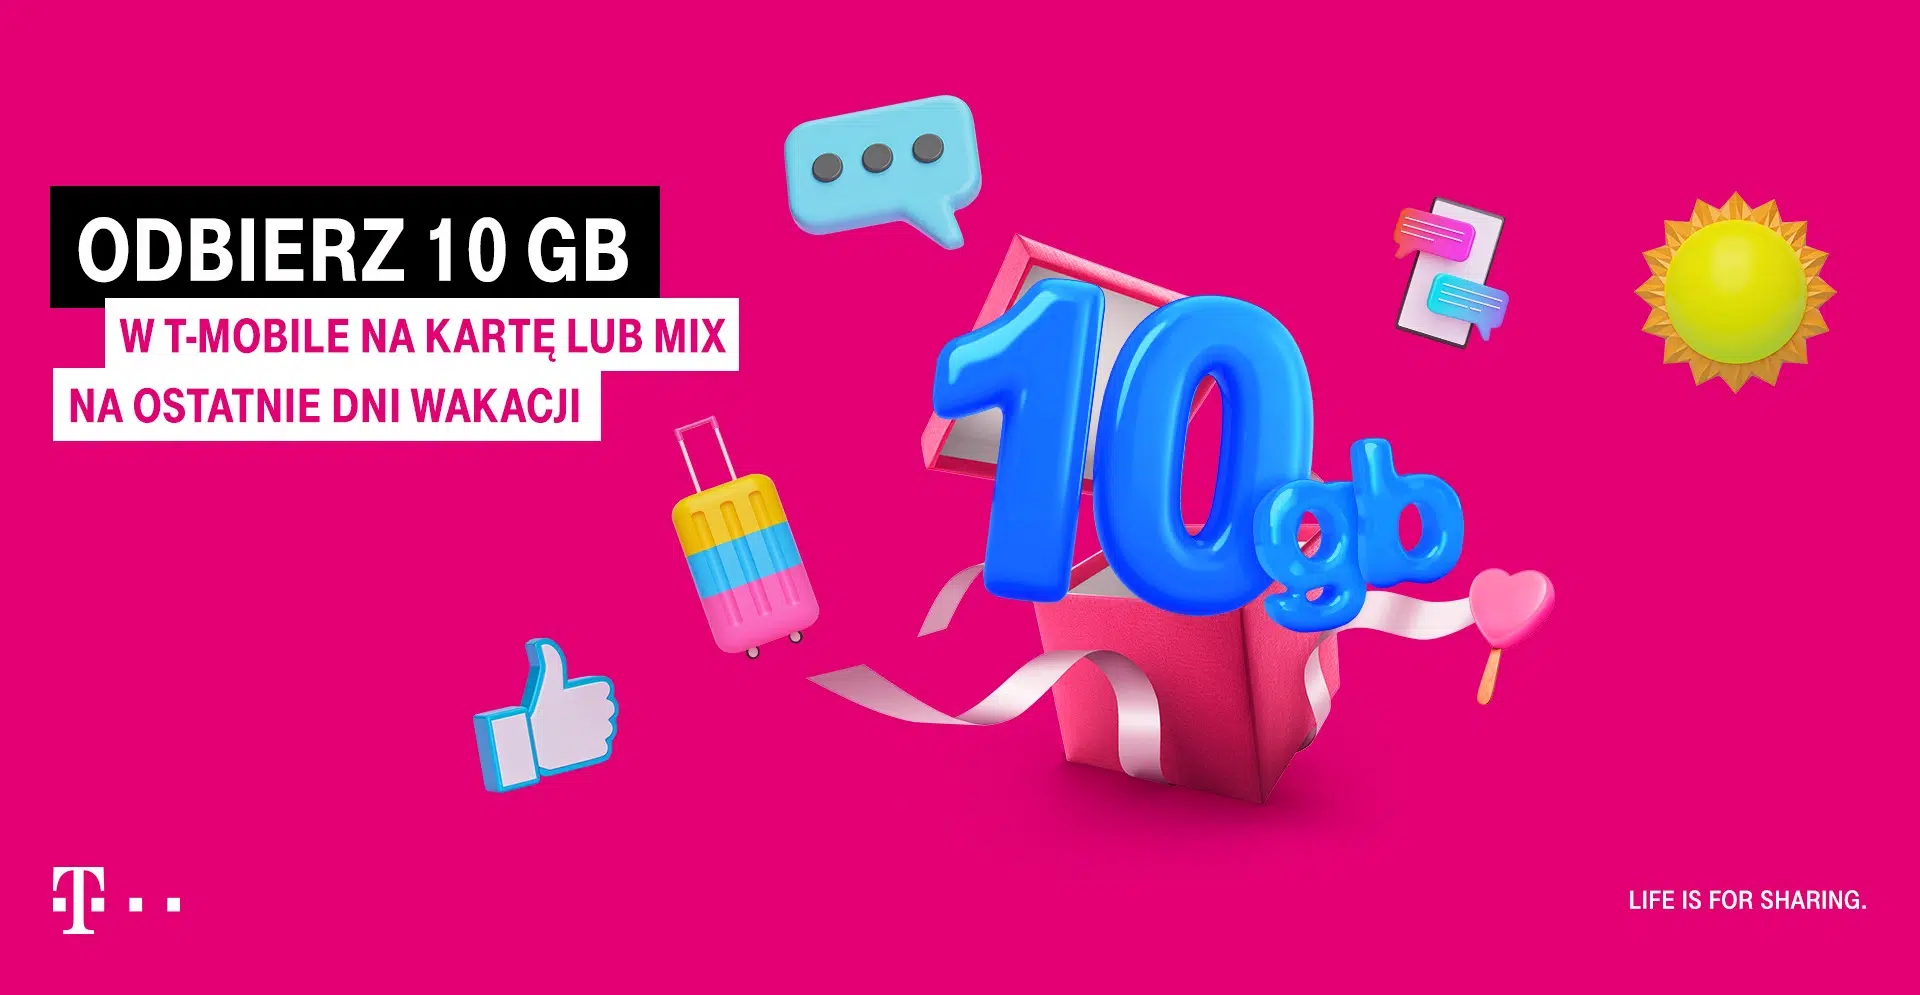 ODBIERZ 10 GB
W T-MOBILE NA KARTĘ LUB MIX
NA OSTATNIE DNI WAKACJI
10gb
T
LIFE IS FOR SHARING.